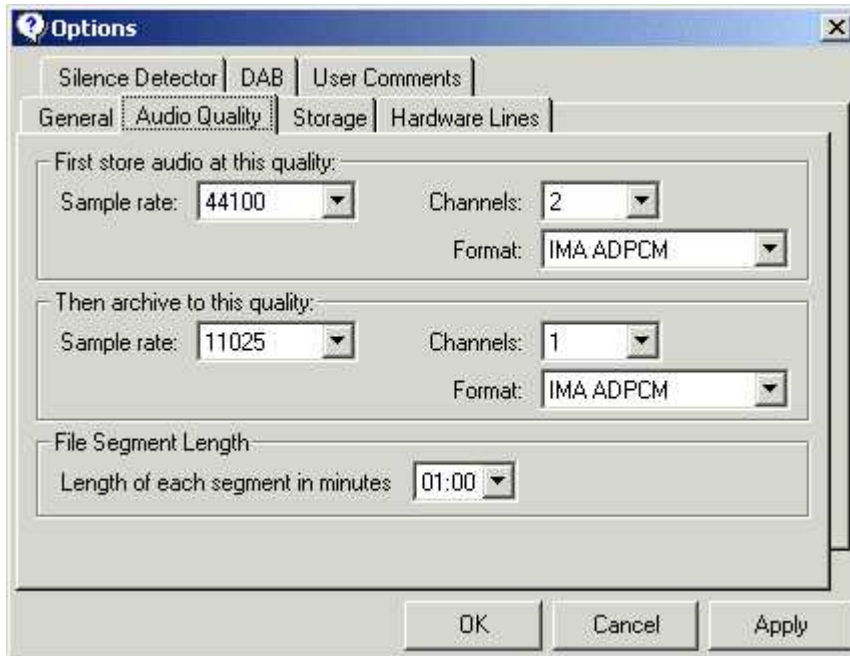 Options
Silence Detector DAB User Comments
General Audio Quality Storage Hardware Lines
First store audio at this quality:
Sample rate: 44100 Channels: 2
Format: IMA ADPCM
Then archive to this quality:
Sample rate: 11025 Channels: 1
Format: IMA ADPCM
File Segment Length
Length of each segment in minutes 01:00
OK Cancel Apply